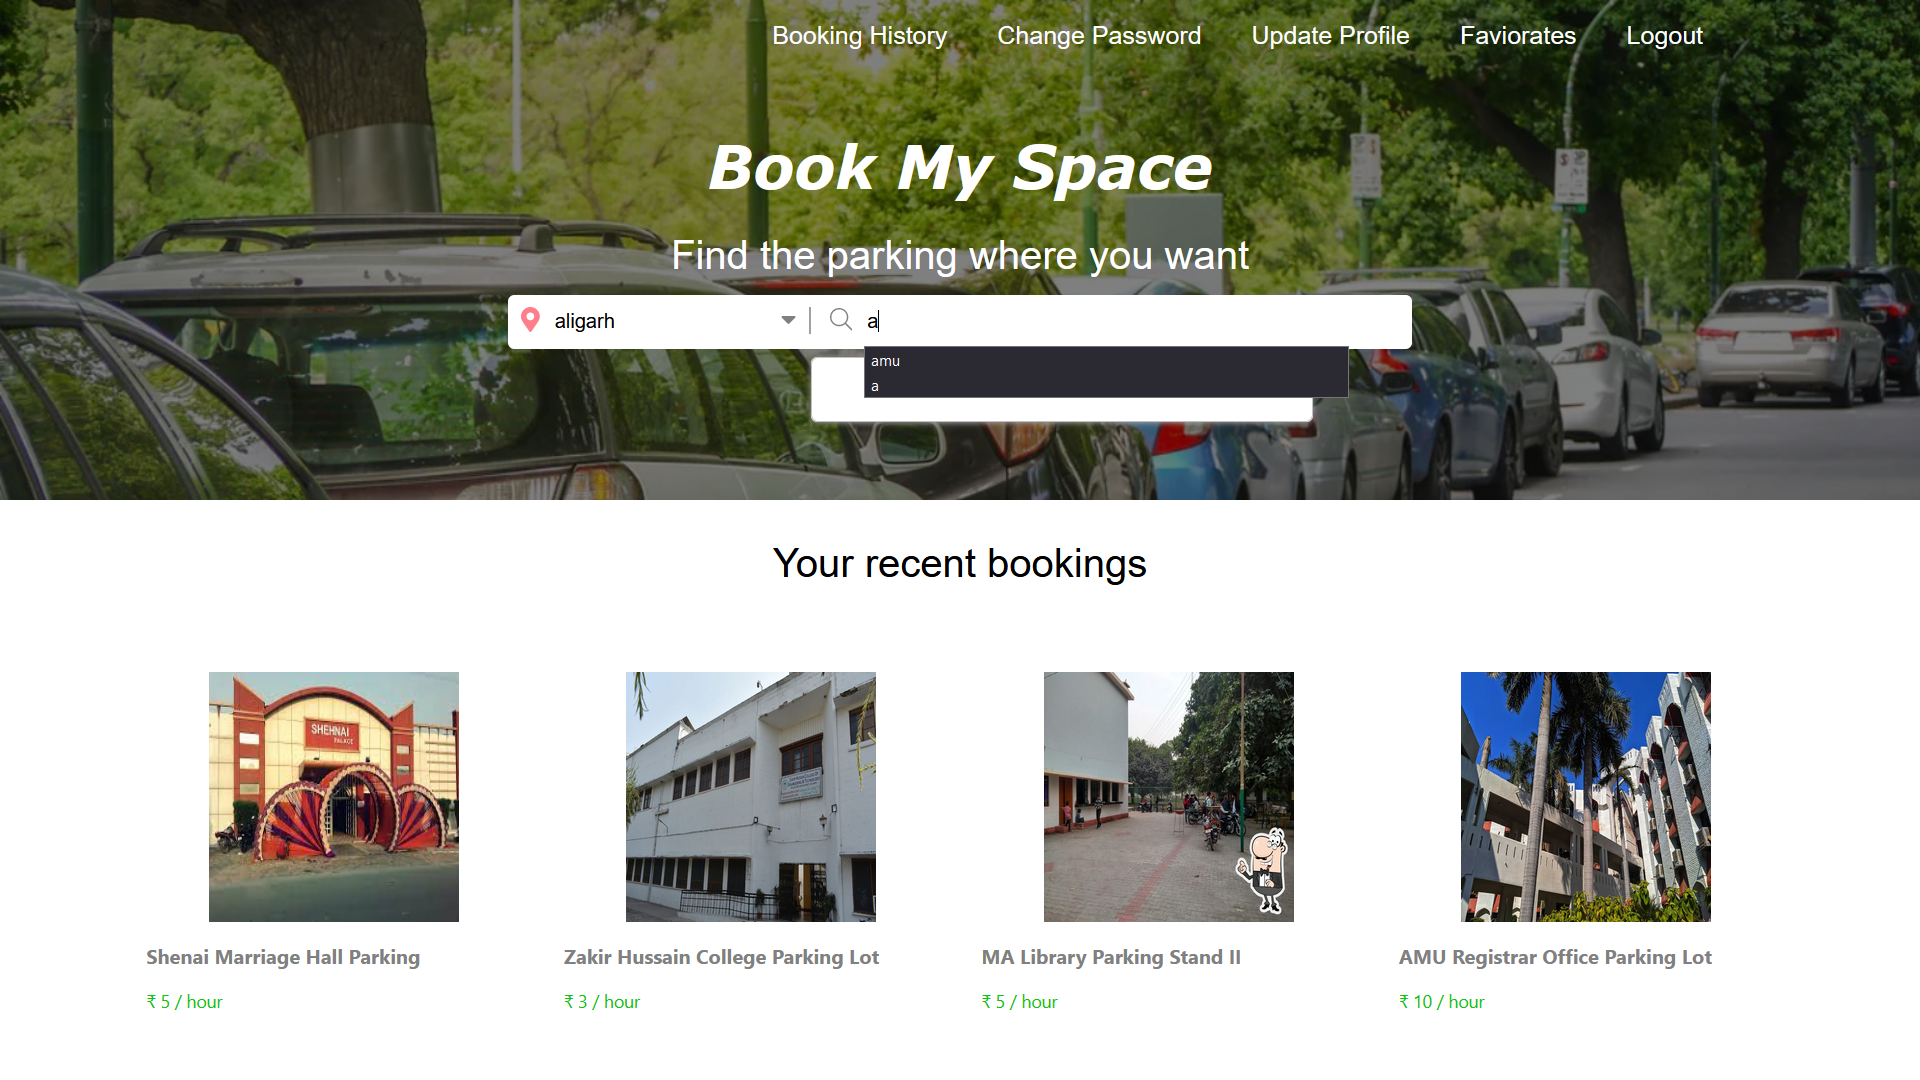 Booking History Change Password Update Profile Faviorates Logout
Book My Space
Find the parking where you want
aligarh a
amu
a
Your recent bookings
SHEHNAI
PALACE
Shenai Marriage Hall Parking
₹ 5 / hour
Zakir Hussain College Parking Lot
₹ 3 / hour
MA Library Parking Stand II
₹ 5 / hour
AMU Registrar Office Parking Lot
₹ 10 / hour